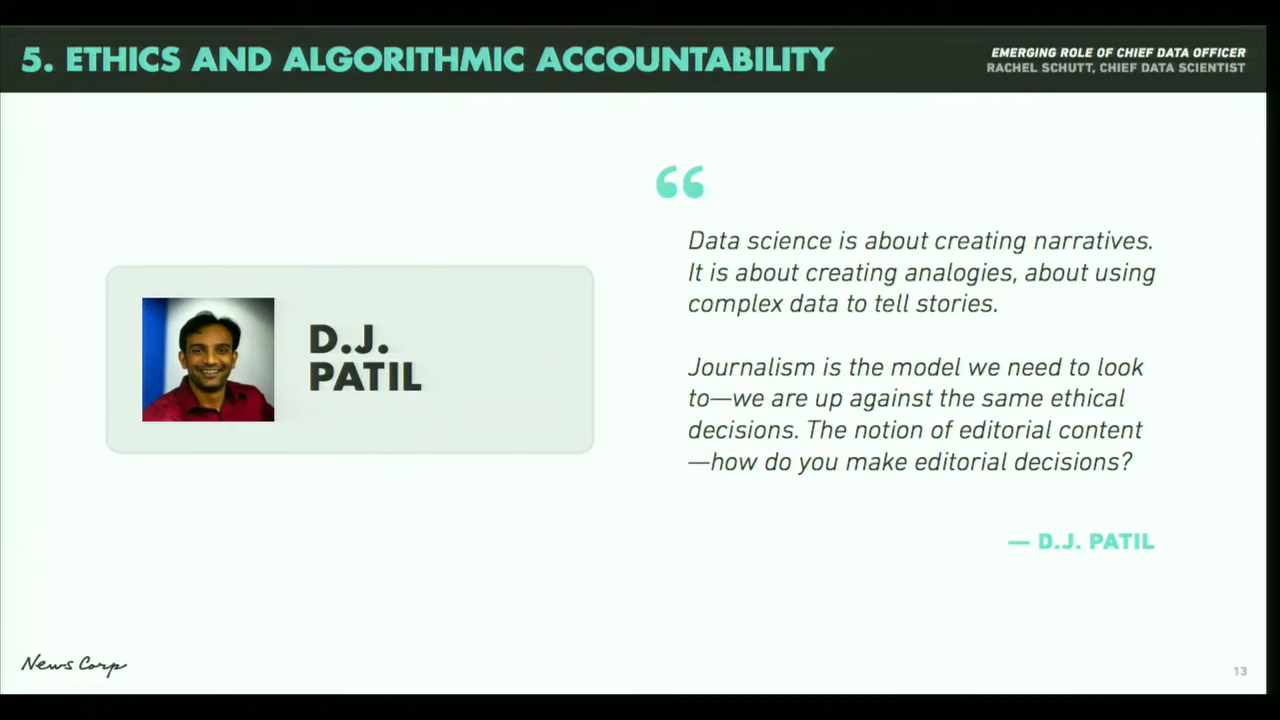 5. ETHICS AND ALGORITHMIC ACCOUNTABILITY
EMERGING ROLE OF CHIEF DATA OFFICER
RACHEL SCHUTT, CHIEF DATA SCIENTIST
D.J.
PATIL
“
Data science is about creating narratives.
It is about creating analogies, about using
complex data to tell stories.
Journalism is the model we need to look
to—we are up against the same ethical
decisions. The notion of editorial content
—how do you make editorial decisions?
— D.J. PATIL
News Corp
13